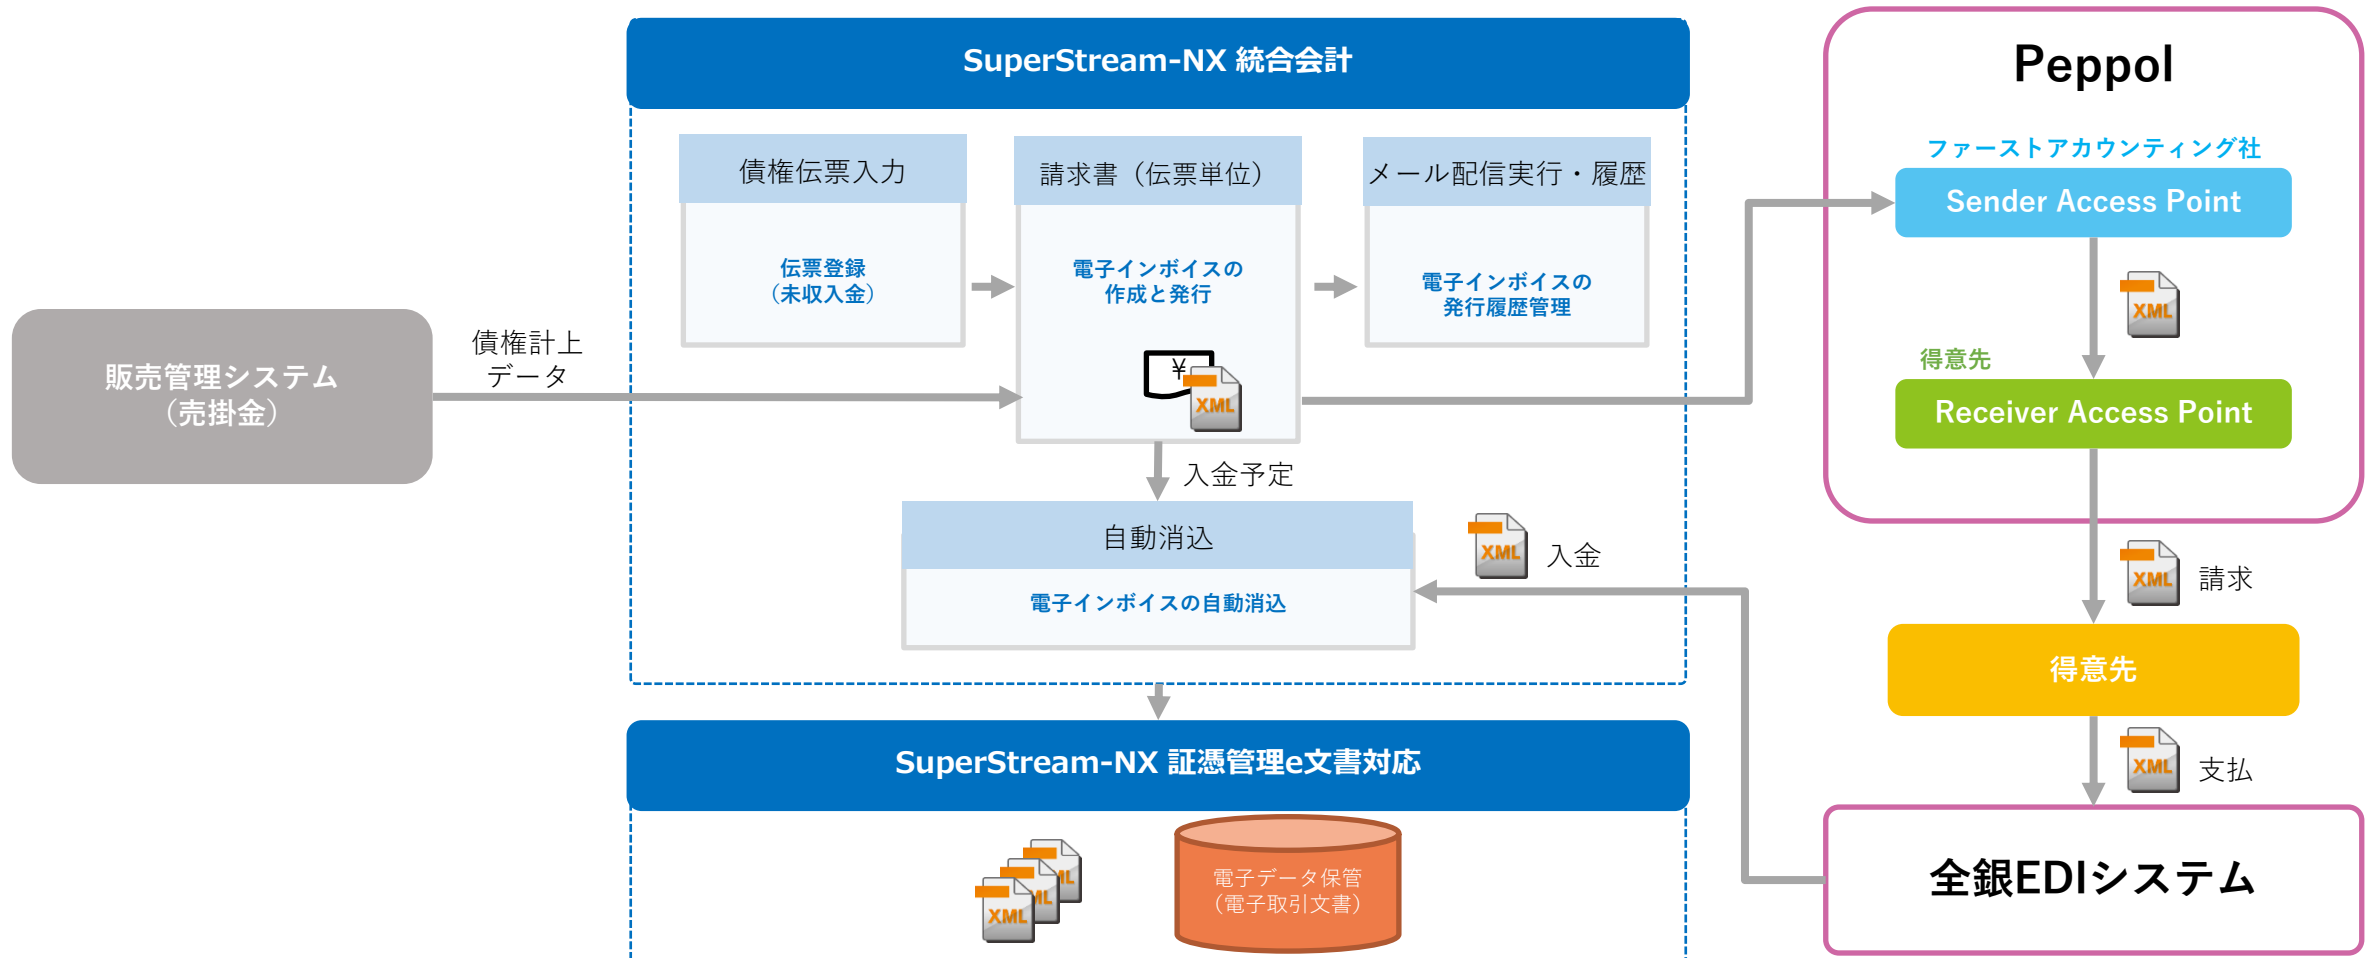 SuperStream-NX 統合会計
債権伝票入力
伝票登録
（未収入金）
請求書（伝票単位）
電子インボイスの
作成と発行
¥
XML
メール配信実行・履歴
電子インボイスの
発行履歴管理
販売管理システム
（売掛金）
債権計上
データ
入金予定
自動消込
電子インボイスの自動消込
XML
入金
Peppol
ファーストアカウンティング社
Sender Access Point
XML
得意先
Receiver Access Point
XML
請求
得意先
XML
支払
全銀EDIシステム
SuperStream-NX 証憑管理e文書対応
XML
XML
XML
電子データ保管
（電子取引文書）